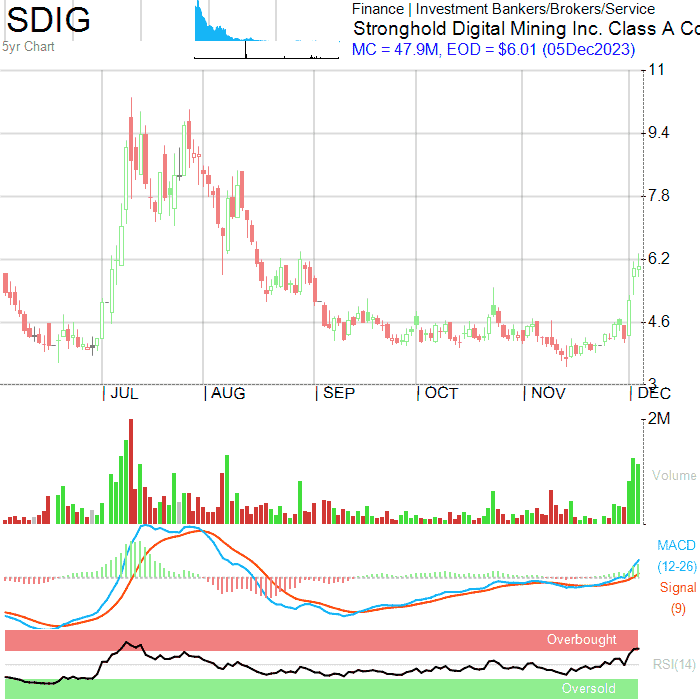 SDIG
5yr Chart
Finance | Investment Bankers/Brokers/Service
Stronghold Digital Mining Inc. Class A Co
MC = 47.9M, EOD = $6.01 (05Dec2023)
11
9.4
7.8
6.2
4.6
3
JUL AUG SEP OCT NOV DEC
2M
Volume
MACD
(12-26)
Signal
(9)
Overbought
RSI(14)
Oversold